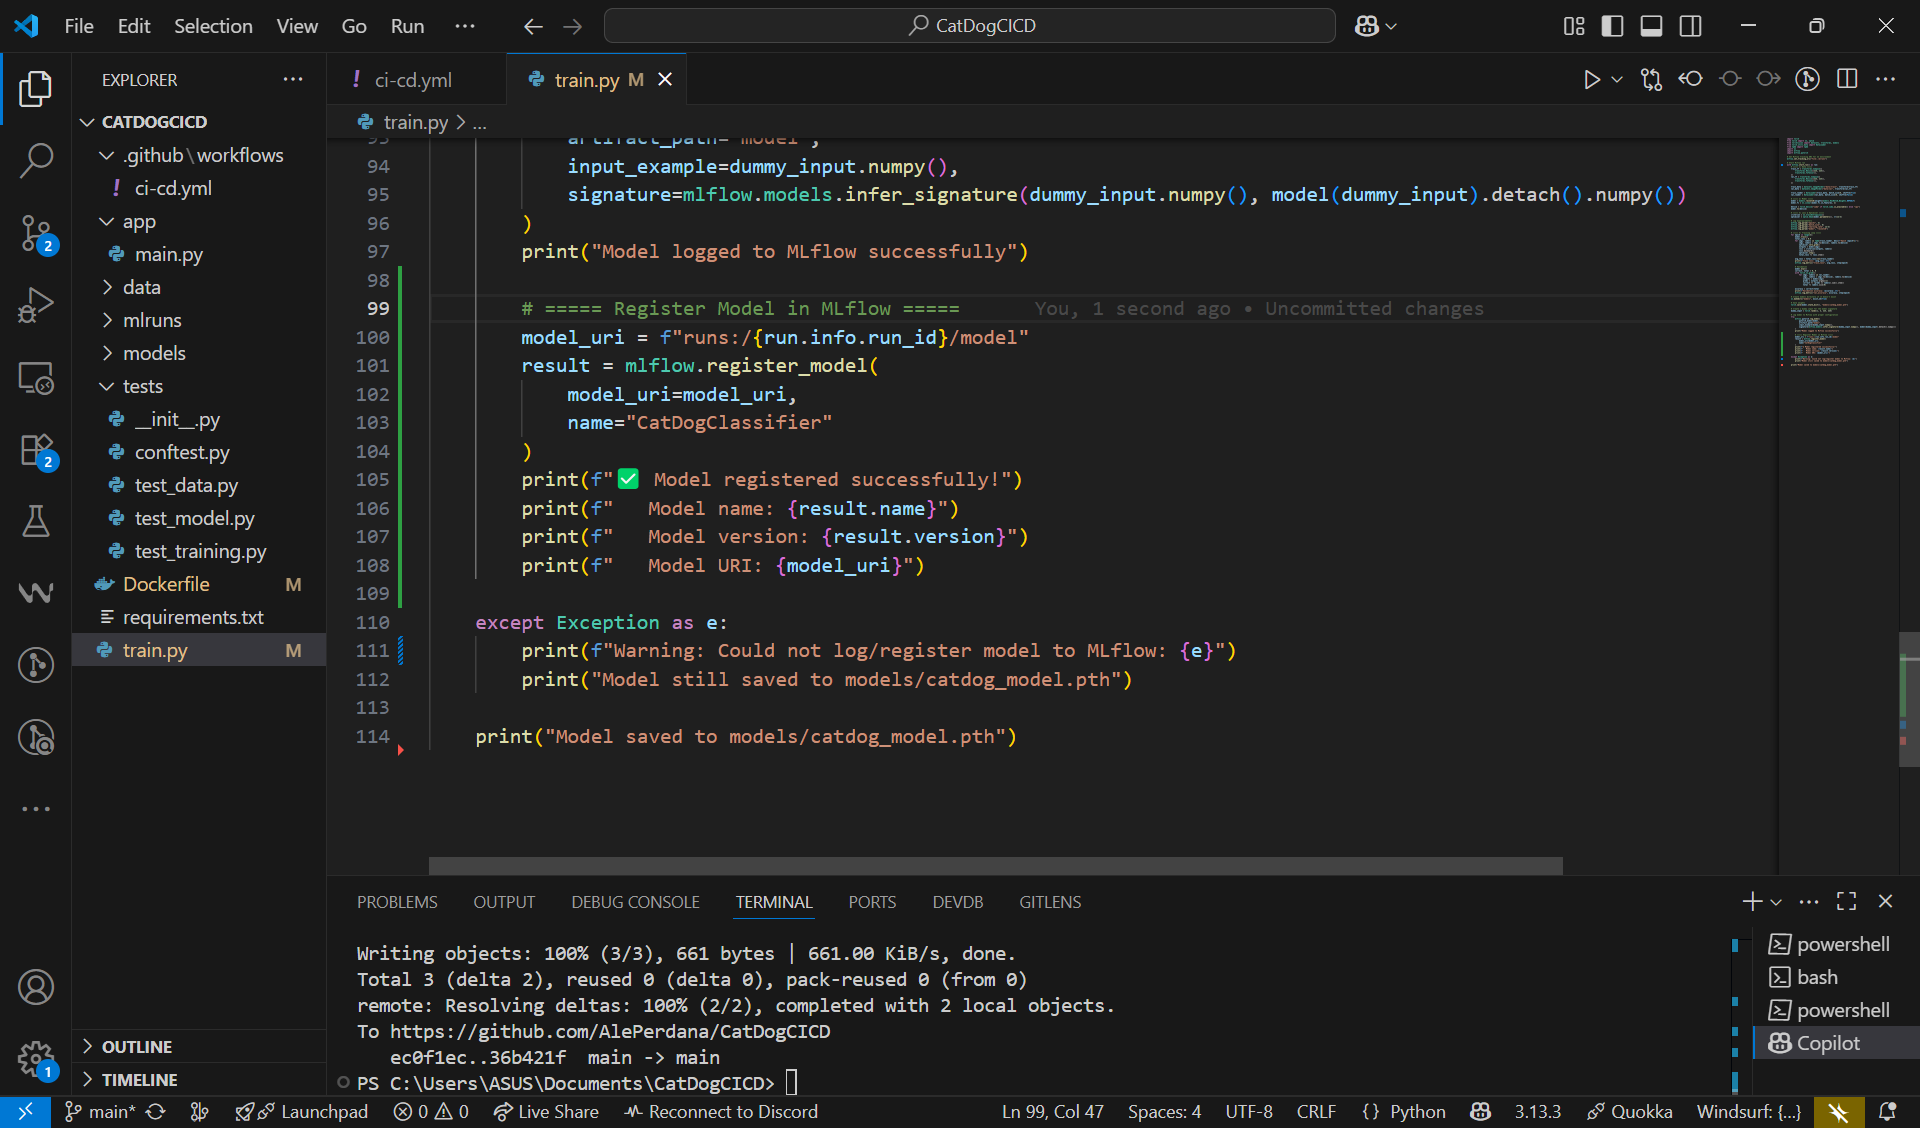 File Edit Selection View Go Run ··· CatDogCICD
EXPLORER ···
CATDOGCICD
.github\workflows
! ci-cd.yml
app
main.py
data
mlruns
models
tests
__init__.py
conftest.py
test_data.py
test_model.py
test_training.py
Dockerfile M
requirements.txt
train.py M
OUTLINE
TIMELINE
2
2
1
! ci-cd.yml
train.py M
train.py > ...
93 artifact_path="model",
94 input_example=dummy_input.numpy(),
95 signature=mlflow.models.infer_signature(dummy_input.numpy(), model(dummy_input).detach().numpy())
96 )
97 print("Model logged to MLflow successfully")
98
99 # ===== Register Model in MLflow ===== You, 1 second ago • Uncommitted changes
100 model_uri = f"runs:/{run.info.run_id}/model"
101 result = mlflow.register_model(
102 model_uri=model_uri,
103 name="CatDogClassifier"
104 )
105 print(f"✅ Model registered successfully!")
106 print(f"   Model name: {result.name}")
107 print(f"   Model version: {result.version}")
108 print(f"   Model URI: {model_uri}")
109
110 except Exception as e:
111 print(f"Warning: Could not log/register model to MLflow: {e}")
112 print("Model still saved to models/catdog_model.pth")
113
114 print("Model saved to models/catdog_model.pth")
PROBLEMS OUTPUT DEBUG CONSOLE TERMINAL PORTS DEVDB GITLENS
Writing objects: 100% (3/3), 661 bytes | 661.00 KiB/s, done.
Total 3 (delta 2), reused 0 (delta 0), pack-reused 0 (from 0)
remote: Resolving deltas: 100% (2/2), completed with 2 local objects.
To https://github.com/AlePerdana/CatDogCICD
ec0f1ec..36b421f main -> main
PS C:\Users\ASUS\Documents\CatDogCICD>
powershell
bash
powershell
Copilot
main* Launchpad 0 0 Live Share Reconnect to Discord Ln 99, Col 47 Spaces: 4 UTF-8 CRLF {} Python 3.13.3 Quokka Windsurf: {...}